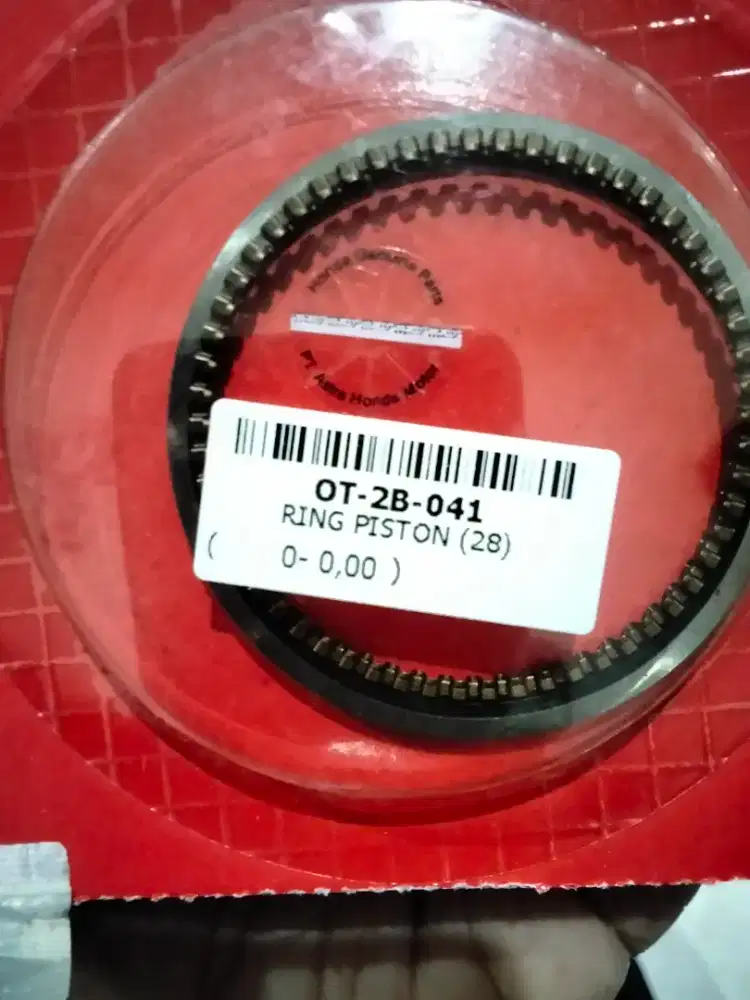 Honda Genuine Parts
PT Astra Honda Motor
OT-2B-041
RING PISTON (28)
( 0- 0,00 )